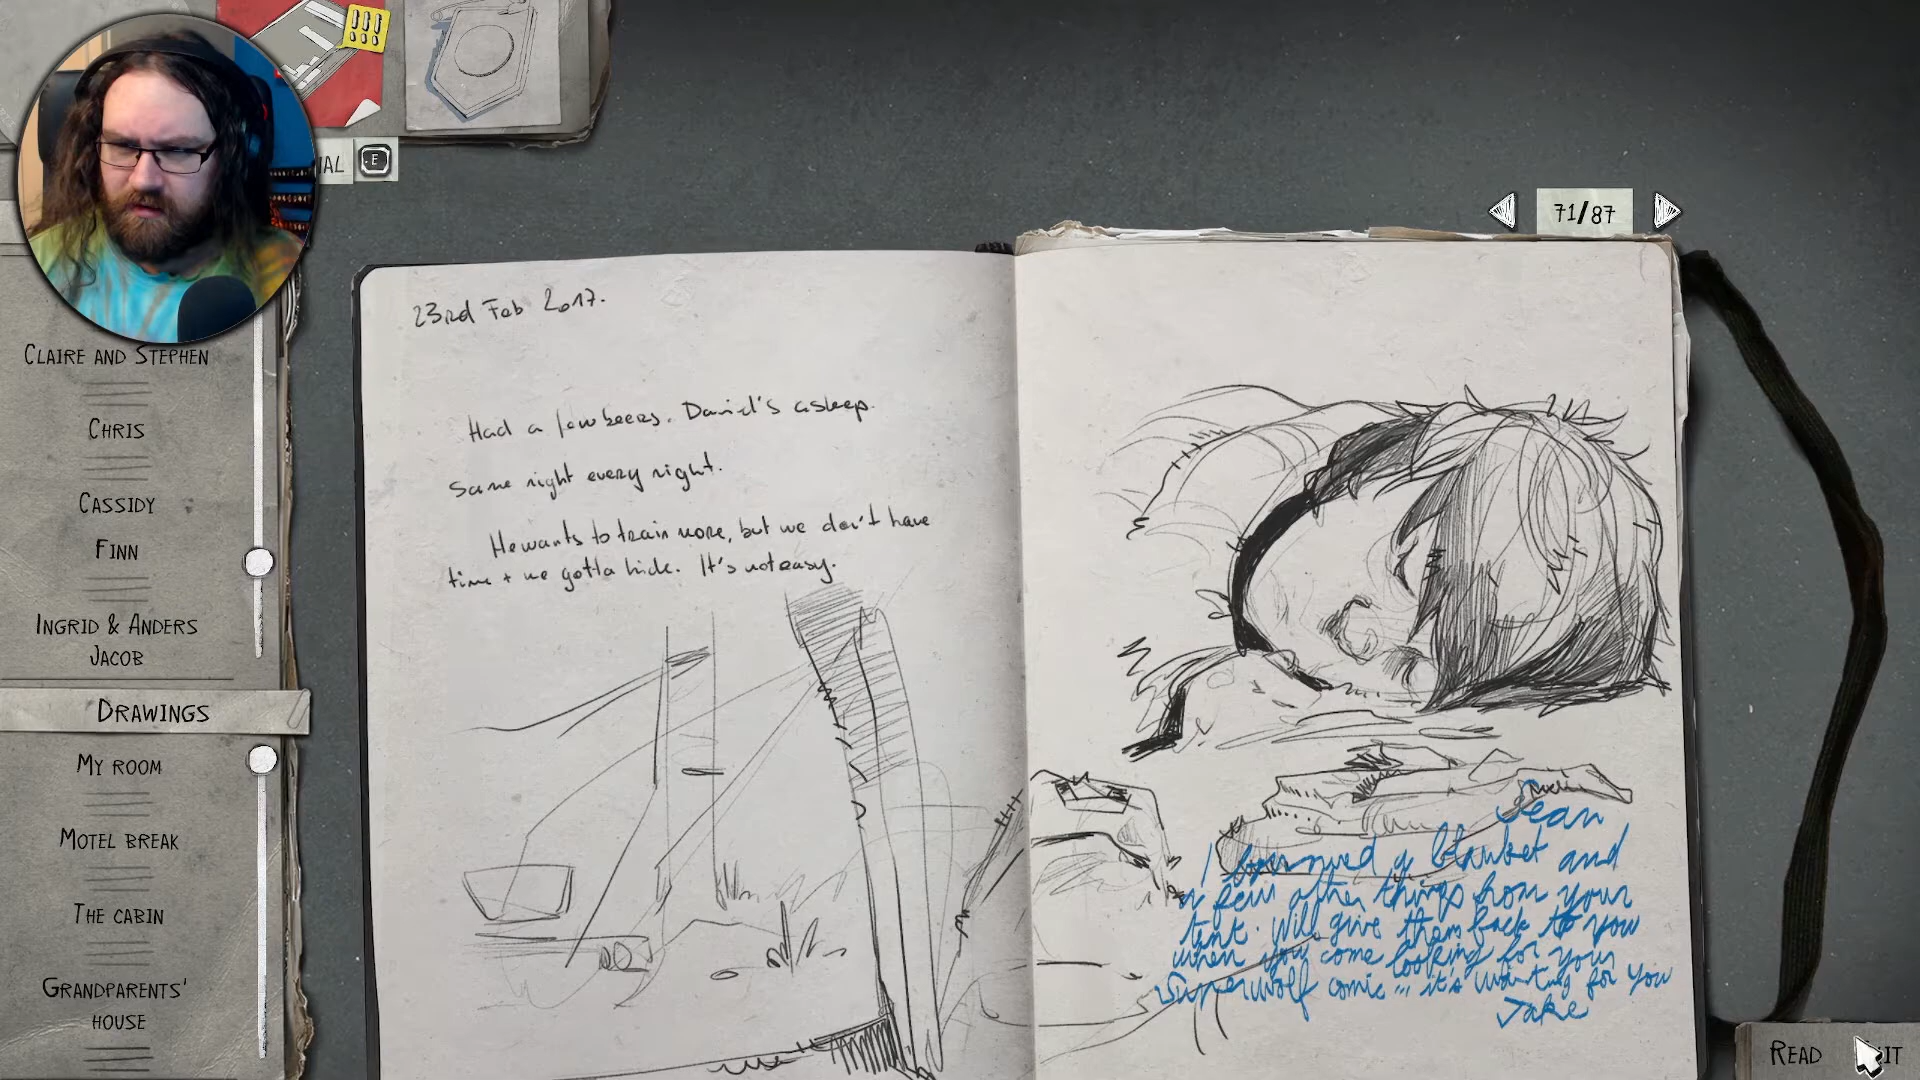 IAL E
71/87
CLAIRE AND STEPHEN
CHRIS
CASSIDY
FINN
INGRID & ANDERS
JACOB
DRAWINGS
MY ROOM
MOTEL BREAK
THE CABIN
GRANDPARENTS'
HOUSE
23rd Feb 2017.
Had a few beers. Daniel's asleep.
Same night every night.
He wants to train more, but we don't have
time + we gotta hide. It's not easy.
Sean
I borrowed a blanket and
a few other things from your
tent. Will give them back to you
when you come looking for your
Superwolf comic... it's waiting for you
Jake
READ
IT